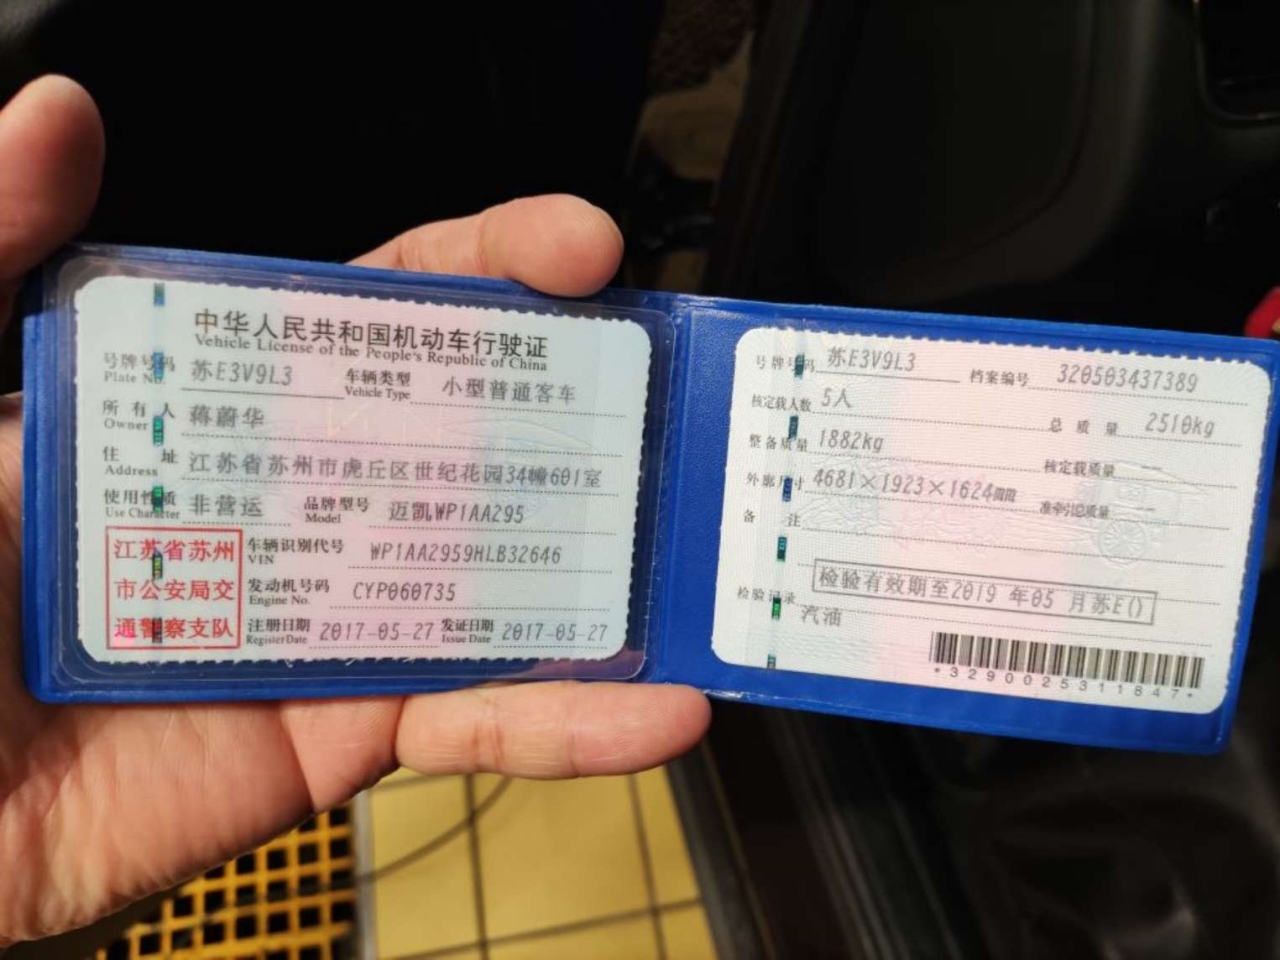 中华人民共和国机动车行驶证
Vehicle License of the People's Republic of China
号牌号码 苏E3V9L3 车辆类型 小型普通客车
Plate No. Vehicle Type
所有人 蒋蔚华
Owner
住址 江苏省苏州市虎丘区世纪花园34幢601室
Address
使用性质 非营运 品牌型号 迈凯WP1AA295
Use Character Model
江苏省苏州
市公安局交
通警察支队
车辆识别代号 WP1AA2959HLB32646
VIN
发动机号码 CYP060735
Engine No.
注册日期 2017-05-27 发证日期 2017-05-27
Register Date Issue Date
号牌号码 苏E3V9L3 档案编号 320503437389
核定载人数 5人 总质量 2510kg
整备质量 1882kg 核定载质量
外廓尺寸 4681×1923×1624 准牵引总质量
备注
检验有效期至2019年05月苏E()
检验记录
汽油
*3290025311847*